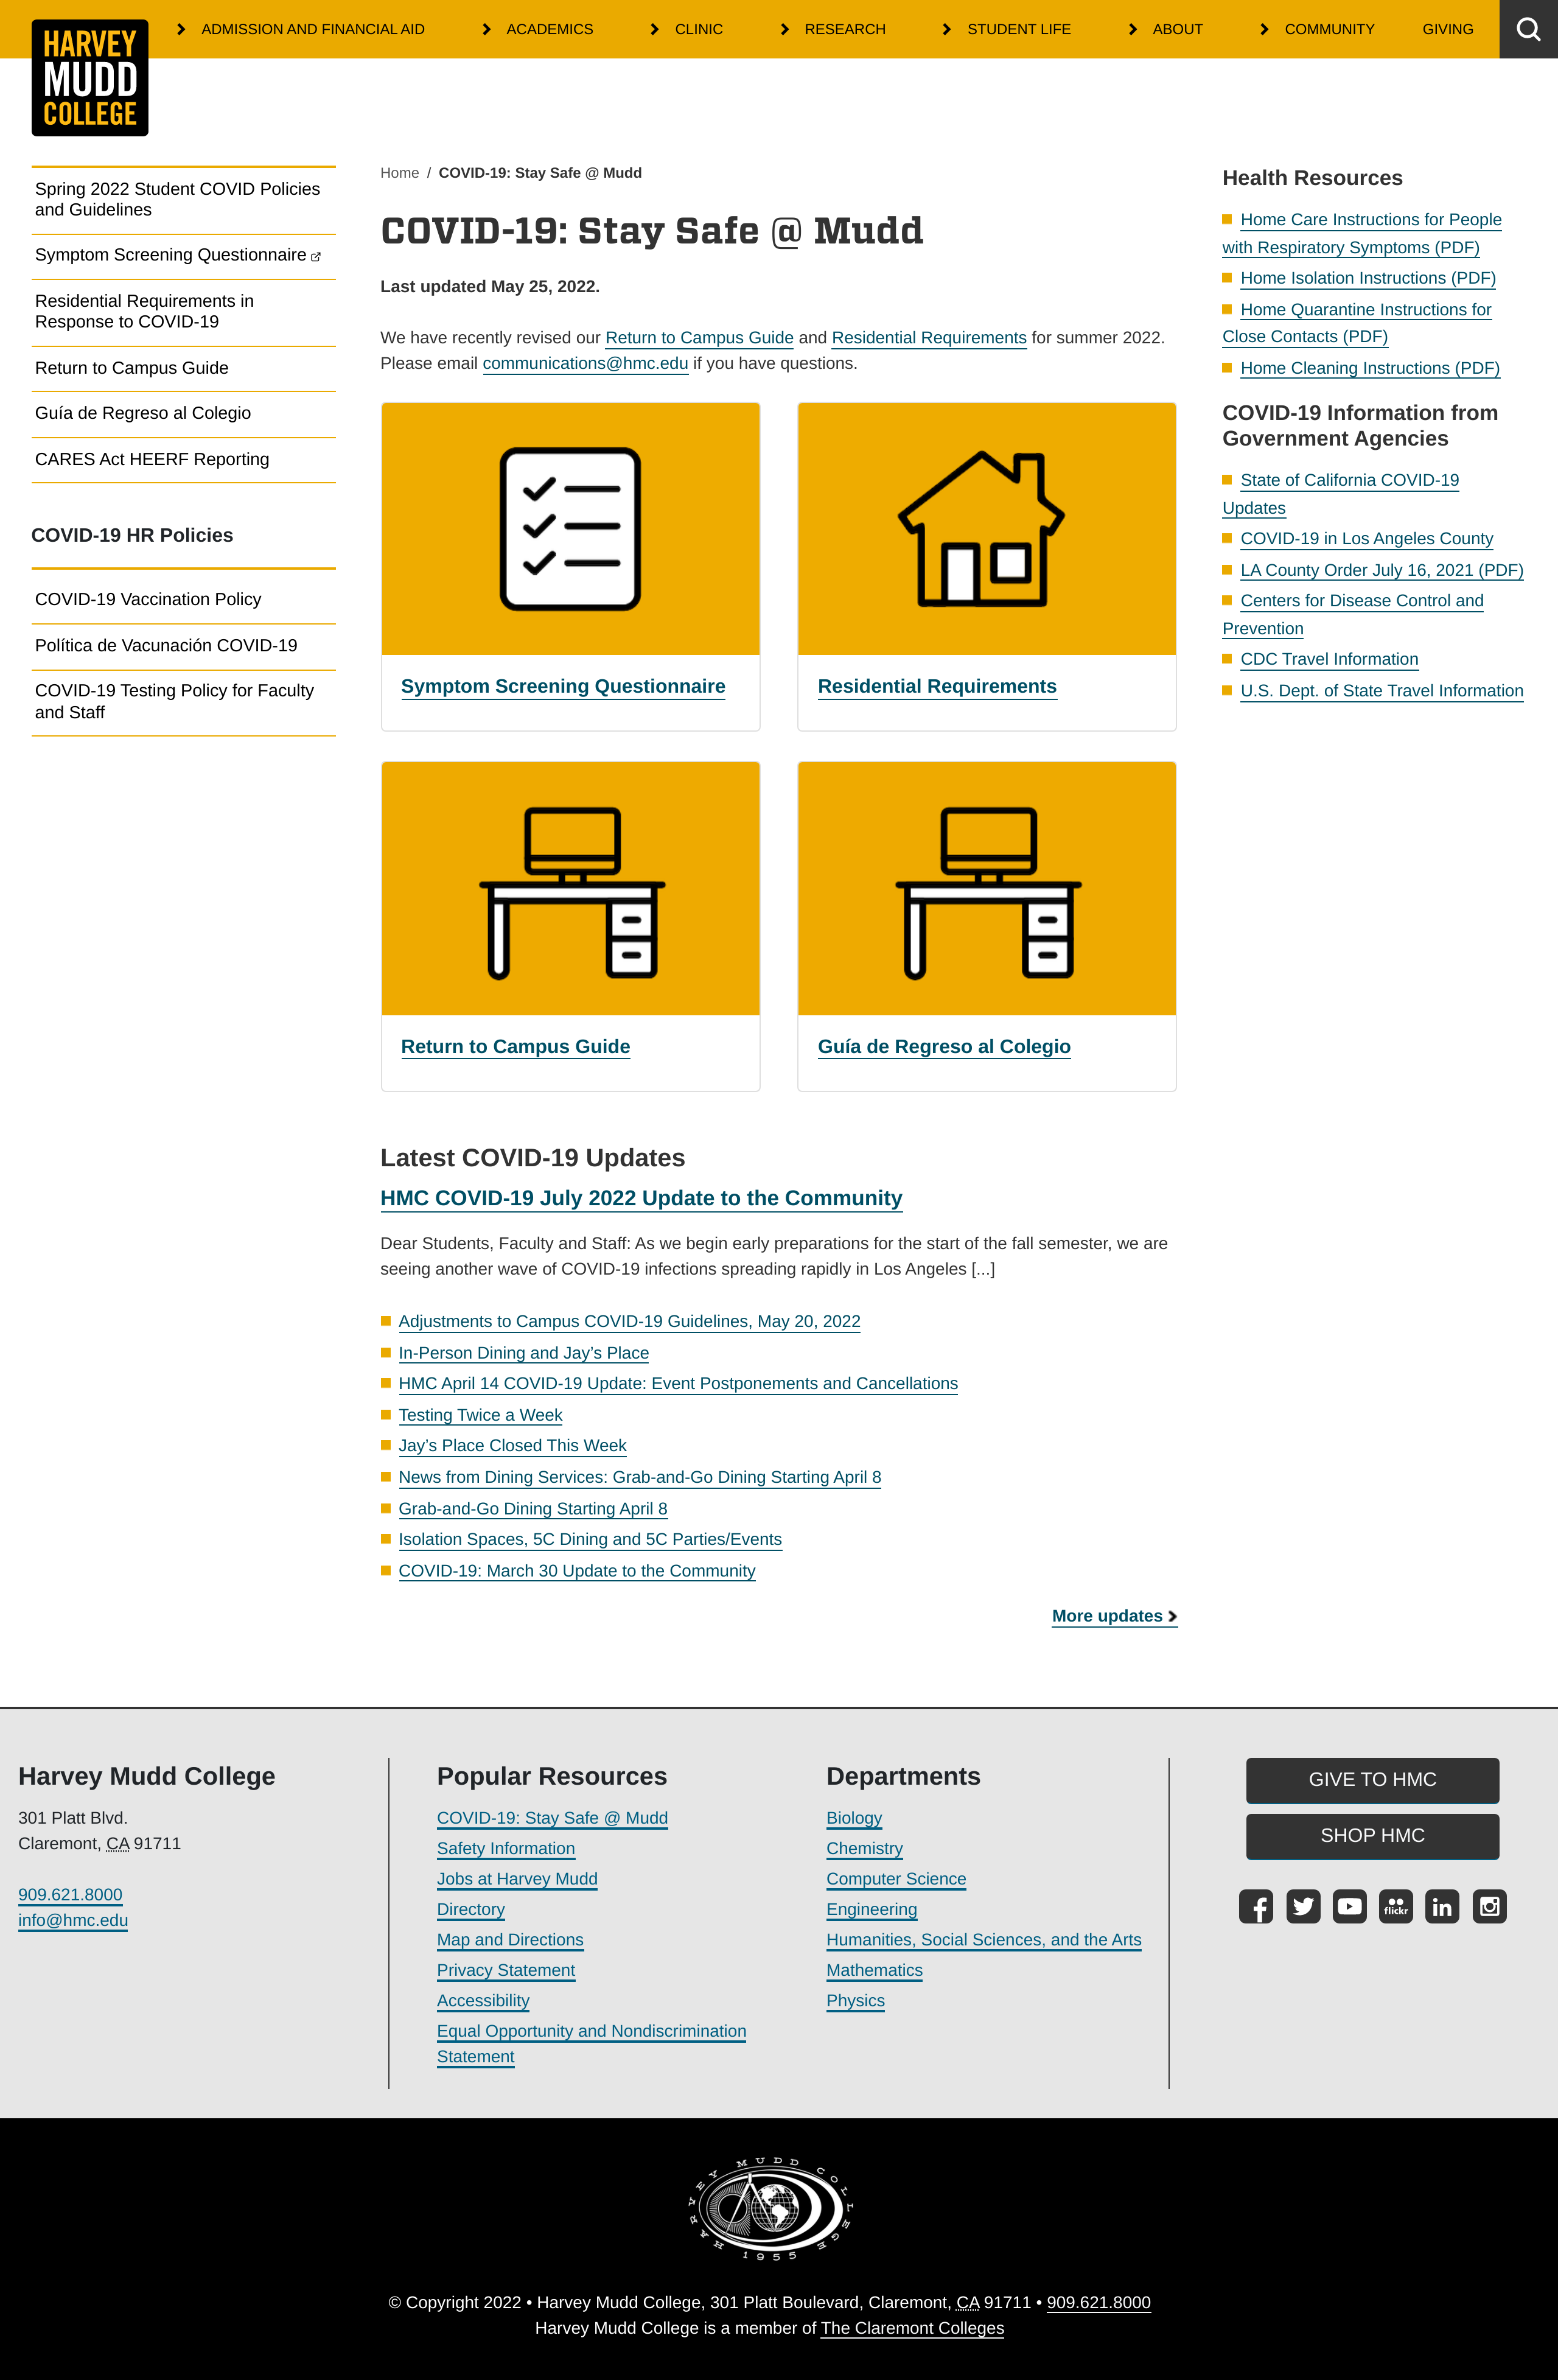 HARVEY
MUDD
COLLEGE
ADMISSION AND FINANCIAL AID
ACADEMICS
CLINIC
RESEARCH
STUDENT LIFE
ABOUT
COMMUNITY
GIVING
Spring 2022 Student COVID Policies
and Guidelines
Symptom Screening Questionnaire
Residential Requirements in
Response to COVID-19
Return to Campus Guide
Guía de Regreso al Colegio
CARES Act HEERF Reporting
COVID-19 HR Policies
COVID-19 Vaccination Policy
Política de Vacunación COVID-19
COVID-19 Testing Policy for Faculty
and Staff
Home / COVID-19: Stay Safe @ Mudd
COVID-19: Stay Safe @ Mudd
Last updated May 25, 2022.
We have recently revised our Return to Campus Guide and Residential Requirements for summer 2022.
Please email communications@hmc.edu if you have questions.
Symptom Screening Questionnaire
Residential Requirements
Return to Campus Guide
Guía de Regreso al Colegio
Latest COVID-19 Updates
HMC COVID-19 July 2022 Update to the Community
Dear Students, Faculty and Staff: As we begin early preparations for the start of the fall semester, we are
seeing another wave of COVID-19 infections spreading rapidly in Los Angeles [...]
Adjustments to Campus COVID-19 Guidelines, May 20, 2022
In-Person Dining and Jay’s Place
HMC April 14 COVID-19 Update: Event Postponements and Cancellations
Testing Twice a Week
Jay’s Place Closed This Week
News from Dining Services: Grab-and-Go Dining Starting April 8
Grab-and-Go Dining Starting April 8
Isolation Spaces, 5C Dining and 5C Parties/Events
COVID-19: March 30 Update to the Community
More updates
Health Resources
Home Care Instructions for People
with Respiratory Symptoms (PDF)
Home Isolation Instructions (PDF)
Home Quarantine Instructions for
Close Contacts (PDF)
Home Cleaning Instructions (PDF)
COVID-19 Information from
Government Agencies
State of California COVID-19
Updates
COVID-19 in Los Angeles County
LA County Order July 16, 2021 (PDF)
Centers for Disease Control and
Prevention
CDC Travel Information
U.S. Dept. of State Travel Information
Harvey Mudd College
301 Platt Blvd.
Claremont, CA 91711
909.621.8000
info@hmc.edu
Popular Resources
COVID-19: Stay Safe @ Mudd
Safety Information
Jobs at Harvey Mudd
Directory
Map and Directions
Privacy Statement
Accessibility
Equal Opportunity and Nondiscrimination
Statement
Departments
Biology
Chemistry
Computer Science
Engineering
Humanities, Social Sciences, and the Arts
Mathematics
Physics
GIVE TO HMC
SHOP HMC
flickr
HARVEY MUDD COLLEGE
1955
© Copyright 2022 • Harvey Mudd College, 301 Platt Boulevard, Claremont, CA 91711 • 909.621.8000
Harvey Mudd College is a member of The Claremont Colleges